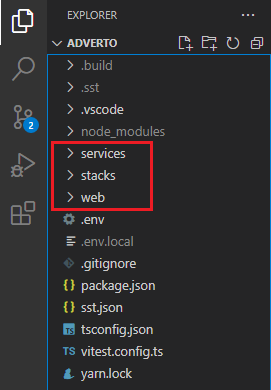 EXPLORER
ADVERTO
.build
.sst
.vscode
node_modules
services
stacks
web
.env
.env.local
.gitignore
package.json
sst.json
tsconfig.json
vitest.config.ts
yarn.lock
2